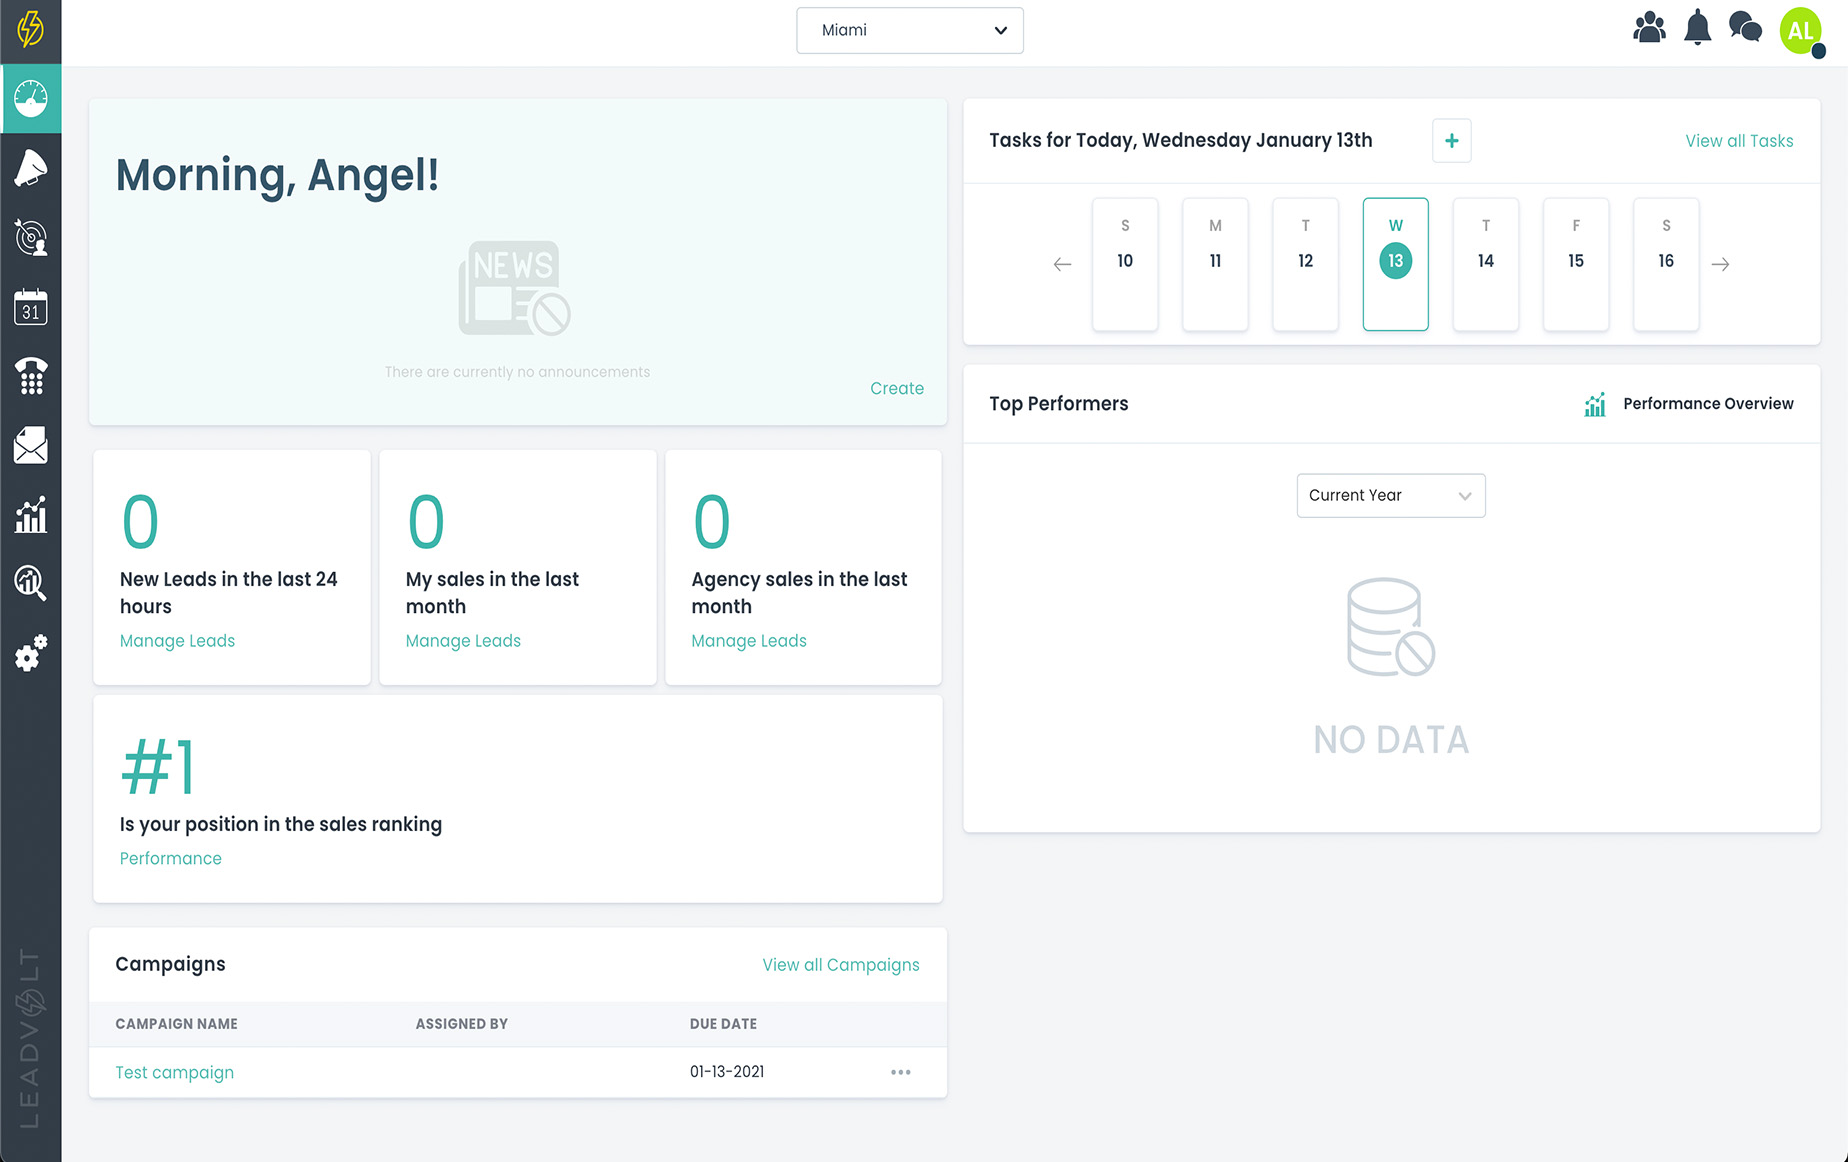 Miami
AL
31
LEADVOLT
Morning, Angel!
NEWS
There are currently no announcements
Create
0
New Leads in the last 24
hours
Manage Leads
0
My sales in the last
month
Manage Leads
0
Agency sales in the last
month
Manage Leads
#1
Is your position in the sales ranking
Performance
Campaigns
View all Campaigns
CAMPAIGN NAME ASSIGNED BY DUE DATE
Test campaign 01-13-2021
Tasks for Today, Wednesday January 13th
+
View all Tasks
S M T W T F S
10 11 12 13 14 15 16
Top Performers
Performance Overview
Current Year
NO DATA